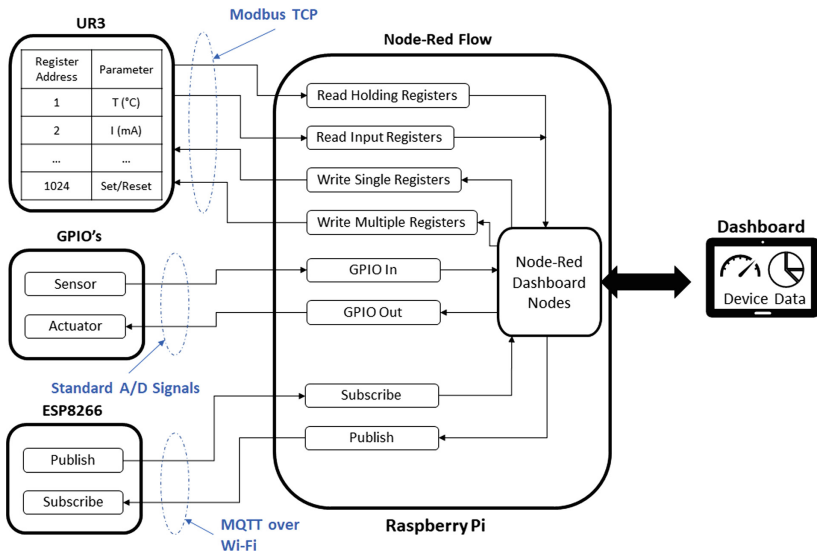 Modbus TCP
UR3
Node-Red Flow
Register
Address
Parameter
1
T (°C)
2
I (mA)
...
...
1024
Set/Reset
Read Holding Registers
Read Input Registers
Write Single Registers
Write Multiple Registers
GPIO's
Sensor
Actuator
GPIO In
GPIO Out
Node-Red
Dashboard
Nodes
Dashboard
Device Data
Standard A/D Signals
ESP8266
Publish
Subscribe
Subscribe
Publish
MQTT over
Wi-Fi
Raspberry Pi